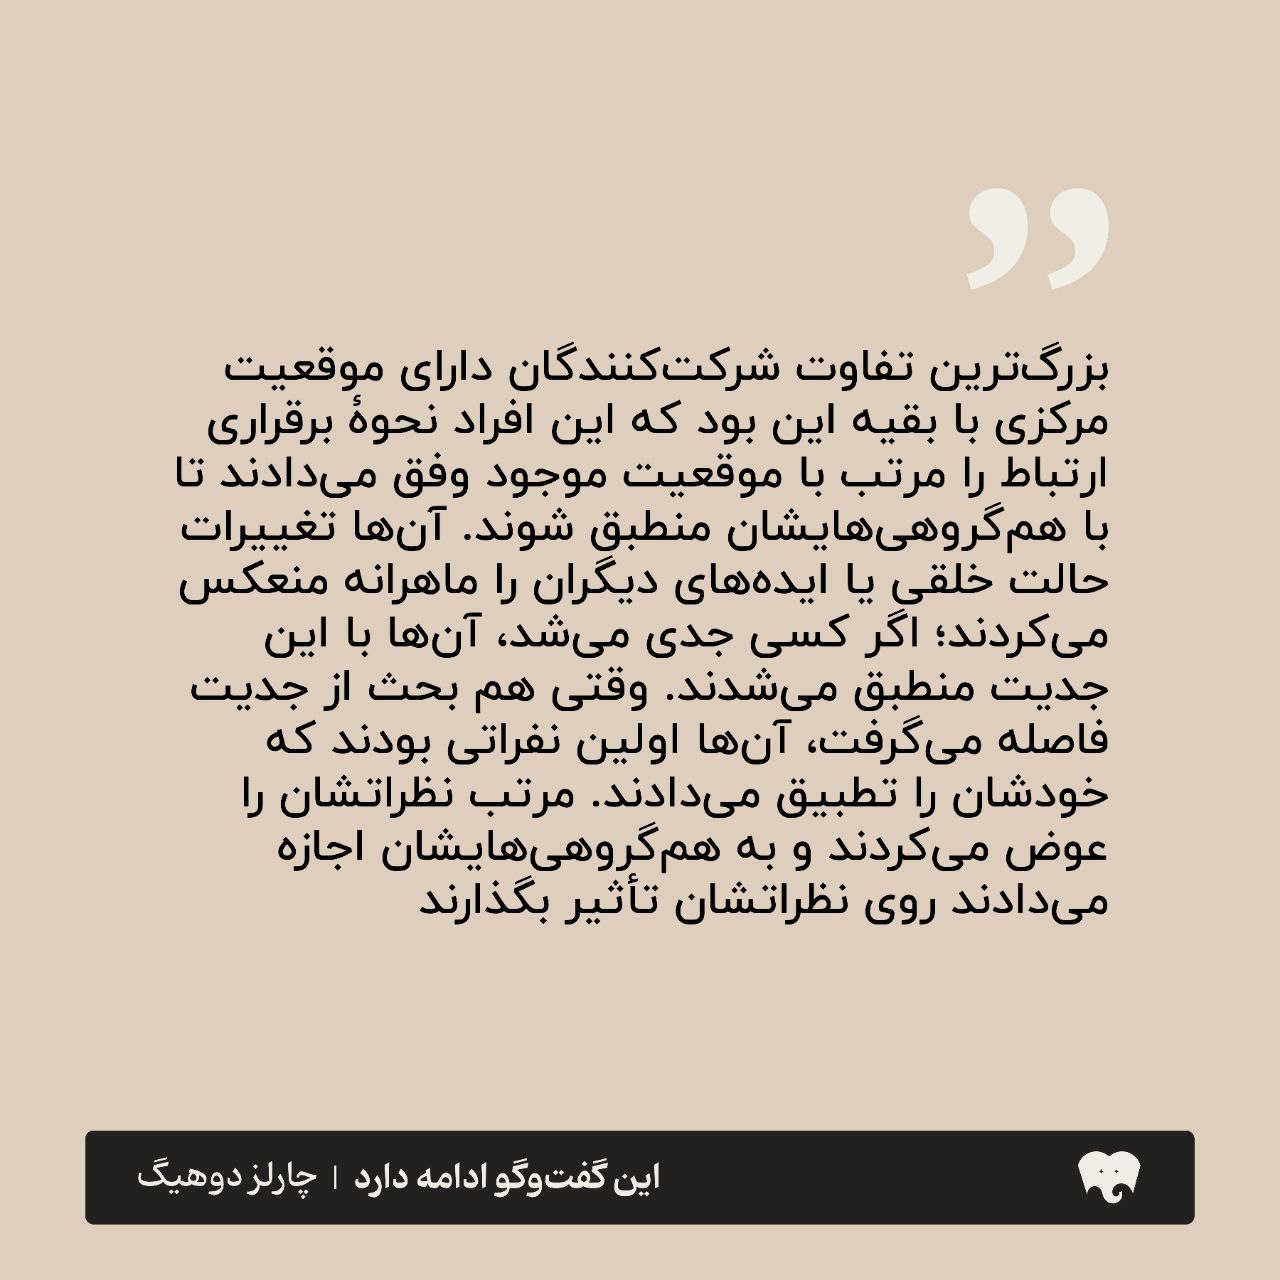 بزرگ‌ترین تفاوت شرکت‌کنندگان دارای موقعیت
مرکزی با بقیه این بود که این افراد نحوهٔ برقراری
ارتباط را مرتب با موقعیت موجود وفق می‌دادند تا
با هم‌گروهی‌هایشان منطبق شوند. آن‌ها تغییرات
حالت خلقی یا ایده‌های دیگران را ماهرانه منعکس
می‌کردند؛ اگر کسی جدی می‌شد، آن‌ها با این
جدیت منطبق می‌شدند. وقتی هم بحث از جدیت
فاصله می‌گرفت، آن‌ها اولین نفراتی بودند که
خودشان را تطبیق می‌دادند. مرتب نظراتشان را
عوض می‌کردند و به هم‌گروهی‌هایشان اجازه
می‌دادند روی نظراتشان تأثیر بگذارند
این گفت‌وگو ادامه دارد | چارلز دوهیگ